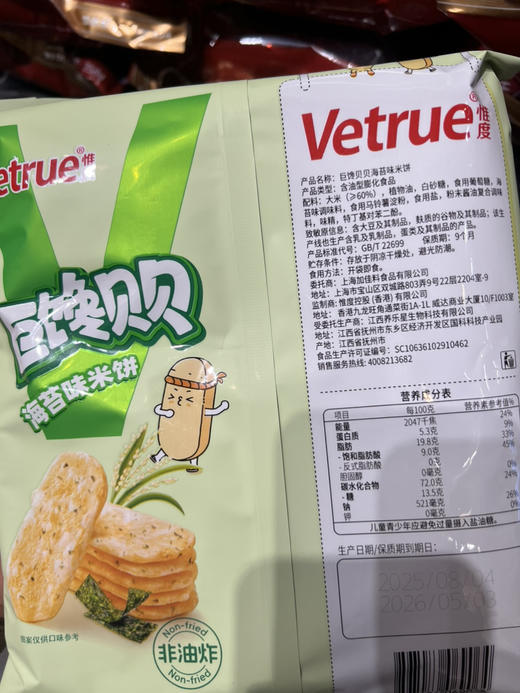 etrue® 惟
巨馋贝贝
海苔味米饼
图案仅供口味参考
Non-fried
非油炸
Non-fried
Vetrue® 惟度
产品名称：巨馋贝贝海苔味米饼
产品类型：含油型膨化食品
配料：大米（≥60%），植物油，白砂糖，食用葡萄糖，海
苔味调味料，食用马铃薯淀粉，食用盐，粉末酱油复合调味
料，味精，特丁基对苯二酚。
致敏原信息：含大豆及其制品，麸质的谷物及其制品；该生
产线也生产含乳及乳制品，蛋类及其制品的产品。
产品标准代号：GB/T 22699 保质期：9个月
贮存条件：存放于阴凉干燥处，避光防潮。
食用方法：开袋即食。
委托商：上海加佳料食品有限公司
地址：上海市宝山区双城路803弄9号22层2204室-9
监制商：惟度控股（香港）有限公司
地址：香港九龙旺角通菜街1A-1L 威达商业大厦10/F1003室
受委托生产商：江西养乐星生物科技有限公司
地址：江西省抚州市东乡区经济开发区国科科技产业园
产地：江西省抚州市
食品生产许可证编号：SC10636102910462
销售服务热线：4008213682
营养成分表
项目 每100克 营养素参考值%
能量 2047千焦 24%
蛋白质 5.3克 9%
脂肪 19.8克 33%
-饱和脂肪酸 9.0克 45%
-反式脂肪酸 0克
胆固醇 0毫克 0%
碳水化合物 72.0克 24%
-糖 13.5克
钠 521毫克 26%
钾 0毫克 0%
儿童青少年应避免过量摄入盐油糖。
生产日期/保质期到期日：
2025/08/04
2026/05/03